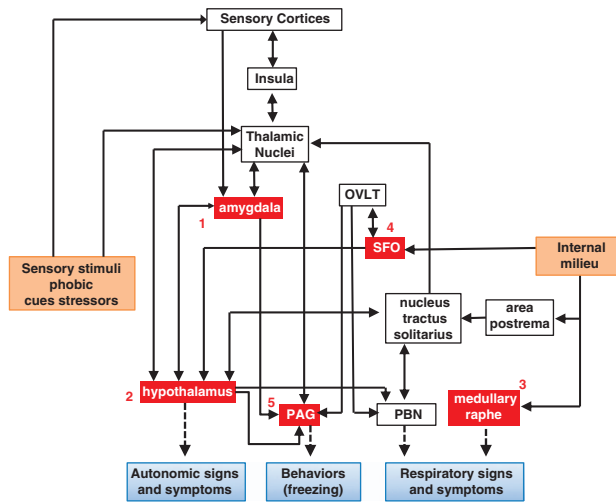 Sensory Cortices
Insula
Thalamic
Nuclei
OVLT
amygdala
1
4
SFO
Internal
milieu
Sensory stimuli
phobic
cues stressors
nucleus
tractus
solitarius
area
postrema
2
hypothalamus
5
PAG
PBN
3
medullary
raphe
Autonomic signs
and symptoms
Behaviors
(freezing)
Respiratory signs
and symptoms